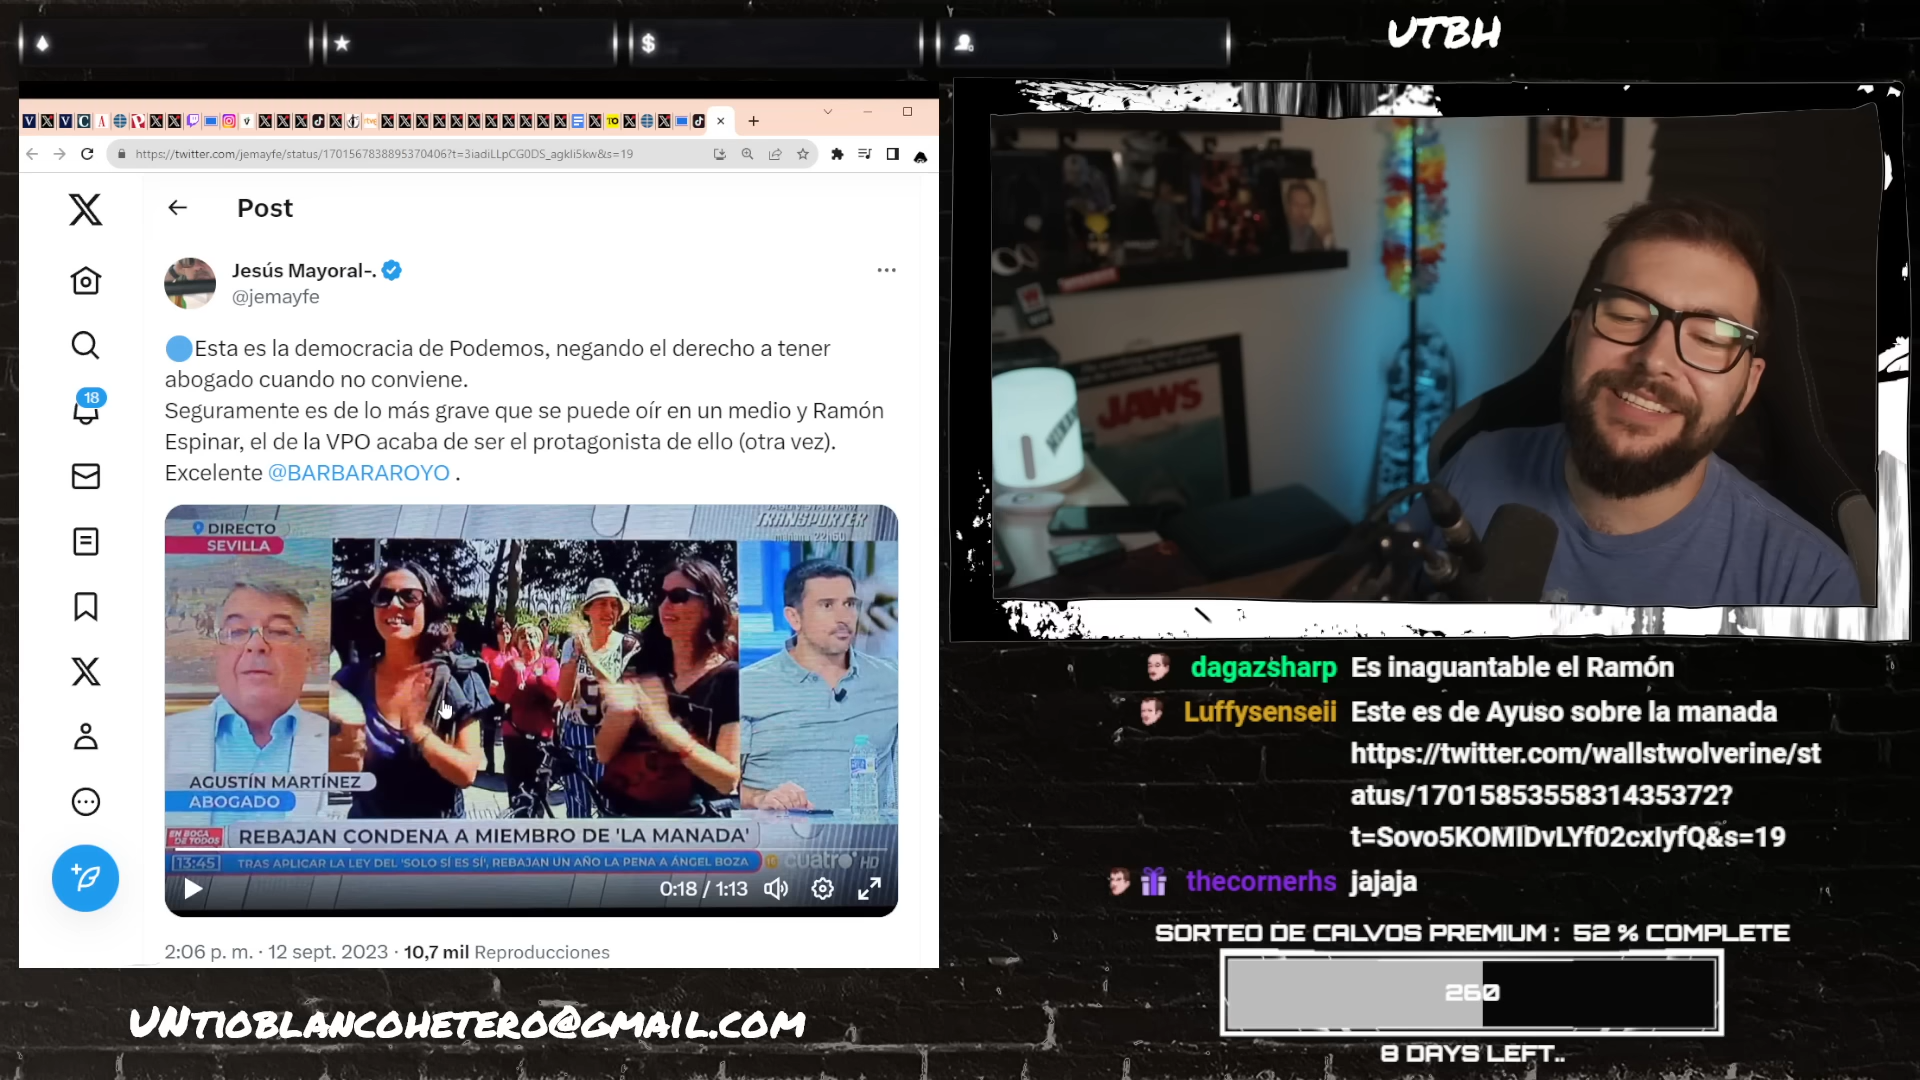 UTBH
https://twitter.com/jemayfe/status/1701567838895370406?t=3iadiLLpCG0DS_agkli5kw&s=19
Post
Jesús Mayoral-.
@jemayfe
Esta es la democracia de Podemos, negando el derecho a tener
abogado cuando no conviene.
Seguramente es de lo más grave que se puede oír en un medio y Ramón
Espinar, el de la VPO acaba de ser el protagonista de ello (otra vez).
Excelente @BARBARAROYO .
18
DIRECTO
SEVILLA
TRANSPORTER
AGUSTÍN MARTÍNEZ
ABOGADO
EN BOCA
DE TODOS
REBAJAN CONDENA A MIEMBRO DE 'LA MANADA'
13:45
TRAS APLICAR LA LEY DEL 'SOLO SÍ ES SÍ', REBAJAN UN AÑO LA PENA A ÁNGEL BOZA
cuatro HD
0:18 / 1:13
2:06 p. m. · 12 sept. 2023 · 10,7 mil Reproducciones
UNTIOBLANCOHETERO@GMAIL.COM
JAWS
dagazsharp Es inaguantable el Ramón
Luffysenseii Este es de Ayuso sobre la manada
https://twitter.com/wallstwolverine/st
atus/1701585355831435372?
t=Sovo5KOMIDvLYf02cxIyfQ&s=19
thecornerhs jajaja
SORTEO DE CALVOS PREMIUM : 52 % COMPLETE
260
8 DAYS LEFT..